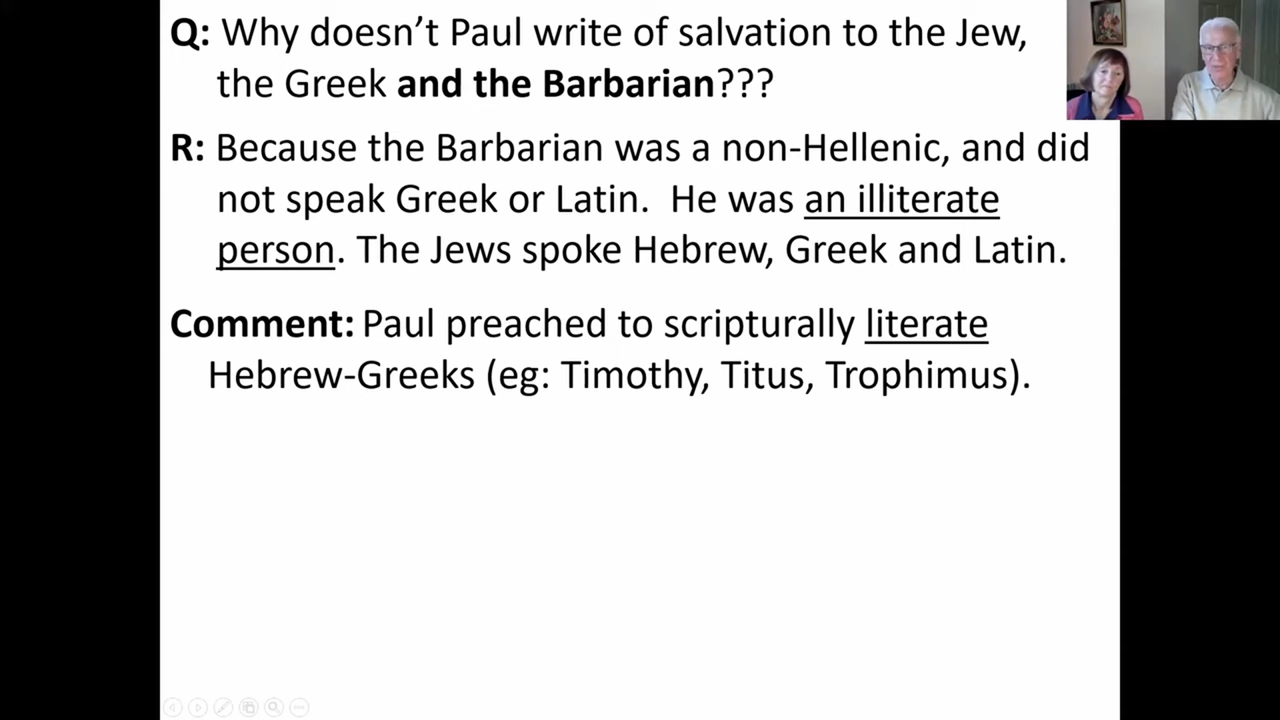 Q: Why doesn’t Paul write of salvation to the Jew,
the Greek and the Barbarian???
R: Because the Barbarian was a non-Hellenic, and did
not speak Greek or Latin.  He was an illiterate
person. The Jews spoke Hebrew, Greek and Latin.
Comment: Paul preached to scripturally literate
Hebrew-Greeks (eg: Timothy, Titus, Trophimus).